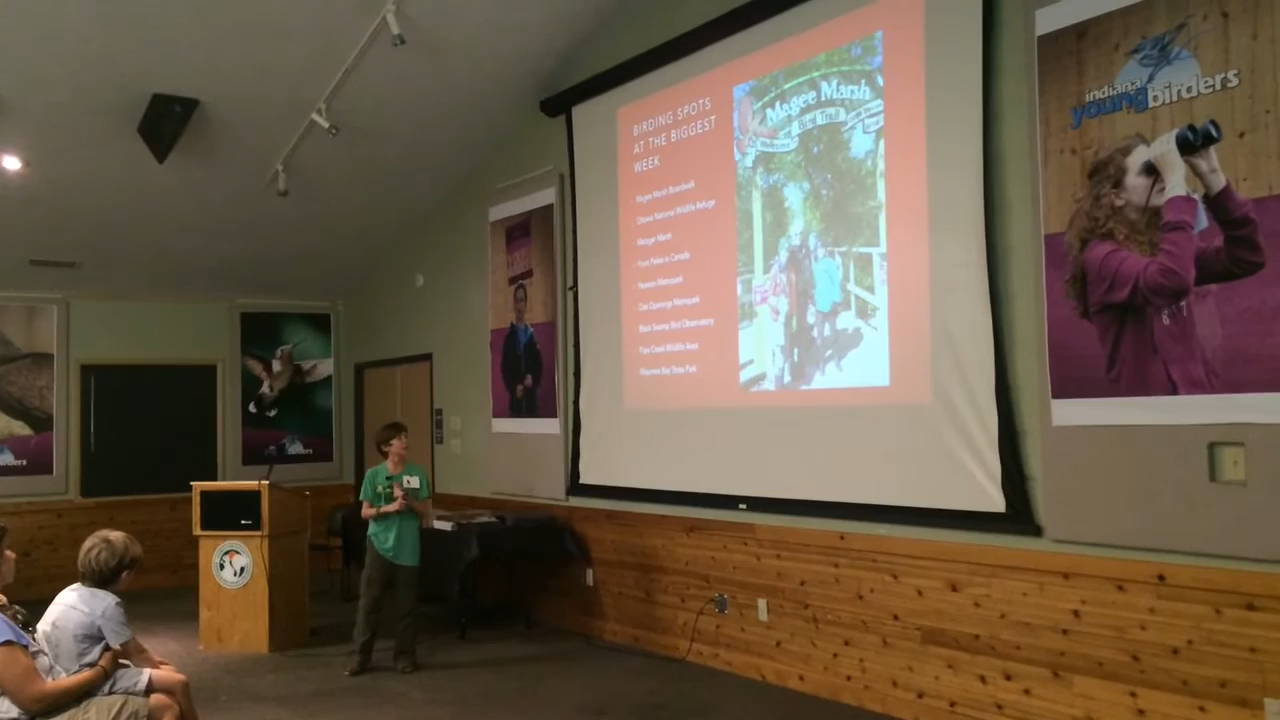 BIRDING SPOTS
AT THE BIGGEST
WEEK
Magee Marsh Boardwalk
Ottawa National Wildlife Refuge
Metzger Marsh
Point Pelee in Canada
Pearson Metropark
Oak Openings Metropark
Black Swamp Bird Observatory
Pipe Creek Wildlife Area
Maumee Bay State Park
Magee Marsh
Bird Trail
Welcome
indiana
youngbirders